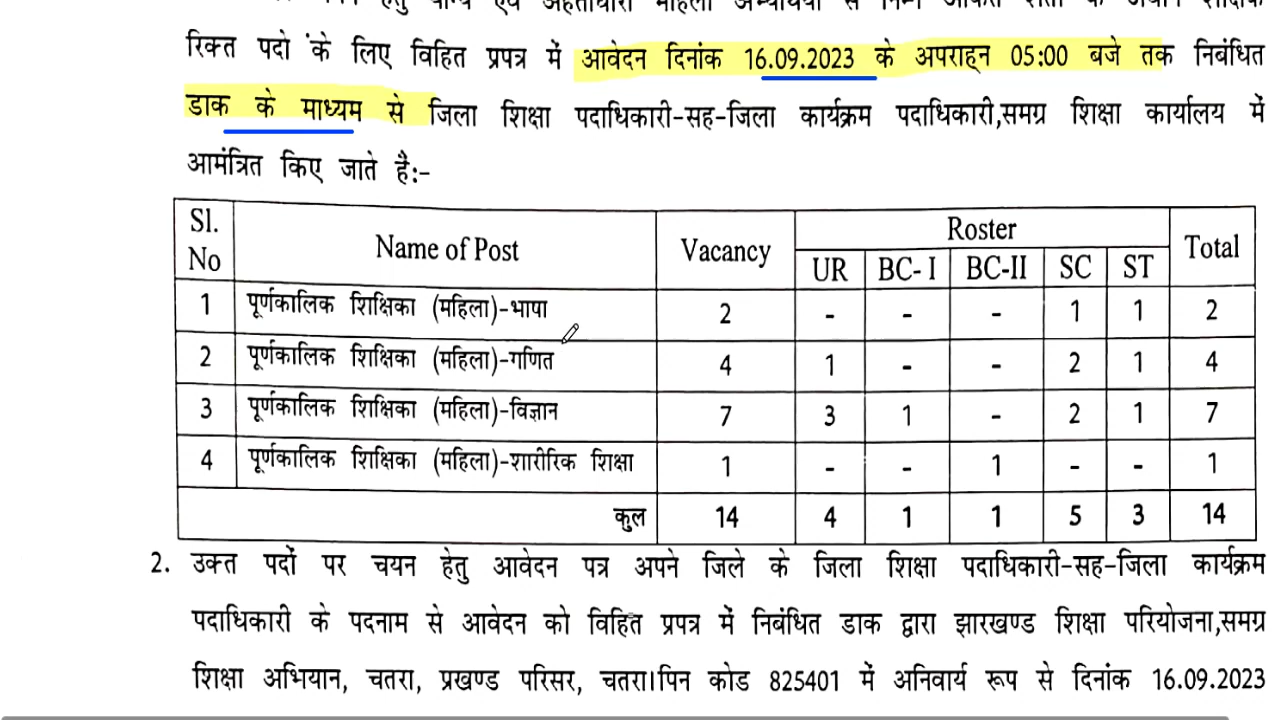 रिक्त पदो के लिए विहित प्रपत्र में आवेदन दिनांक 16.09.2023 के अपराहन 05:00 बजे तक निबंधित
डाक के माध्यम से जिला शिक्षा पदाधिकारी-सह-जिला कार्यक्रम पदाधिकारी,समग्र शिक्षा कार्यालय में
आमंत्रित किए जाते है:-
Sl. No Name of Post Vacancy Roster Total
UR BC- I BC-II SC ST
1 पूर्णकालिक शिक्षिका (महिला)-भाषा 2 - - - 1 1 2
2 पूर्णकालिक शिक्षिका (महिला)-गणित 4 1 - - 2 1 4
3 पूर्णकालिक शिक्षिका (महिला)-विज्ञान 7 3 1 - 2 1 7
4 पूर्णकालिक शिक्षिका (महिला)-शारीरिक शिक्षा 1 - - 1 - - 1
कुल 14 4 1 1 5 3 14
2. उक्त पदों पर चयन हेतु आवेदन पत्र अपने जिले के जिला शिक्षा पदाधिकारी-सह-जिला कार्यक्रम
पदाधिकारी के पदनाम से आवेदन को विहित प्रपत्र में निबंधित डाक द्वारा झारखण्ड शिक्षा परियोजना,समग्र
शिक्षा अभियान, चतरा, प्रखण्ड परिसर, चतरा।पिन कोड 825401 में अनिवार्य रूप से दिनांक 16.09.2023